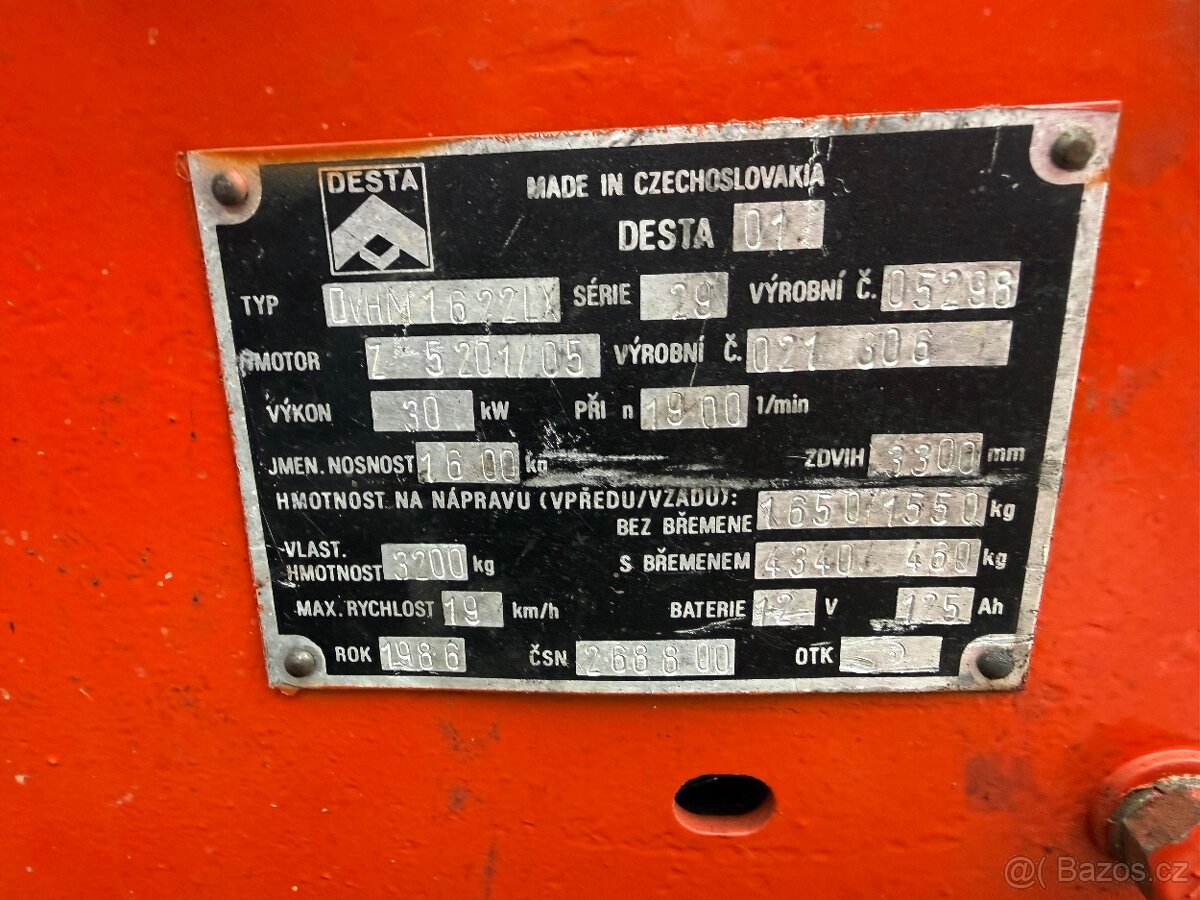 DESTA
MADE IN CZECHOSLOVAKIA
DESTA 01
TYP DVHM 1622LX SÉRIE 29 VÝROBNÍ Č. 05298
MOTOR Z 5201/05 VÝROBNÍ Č. 021 306
VÝKON 30 kW PŘI n 1900 1/min
JMEN. NOSNOST 1600 kg ZDVIH 3300 mm
HMOTNOST NA NÁPRAVU (VPŘEDU/VZADU):
BEZ BŘEMENE 1650/1550 kg
VLAST. HMOTNOST 3200 kg S BŘEMENEM 4340/ 460 kg
MAX. RYCHLOST 19 km/h BATERIE 12 V 125 Ah
ROK 1986 ČSN 2688 00 OTK
@( Bazos.cz